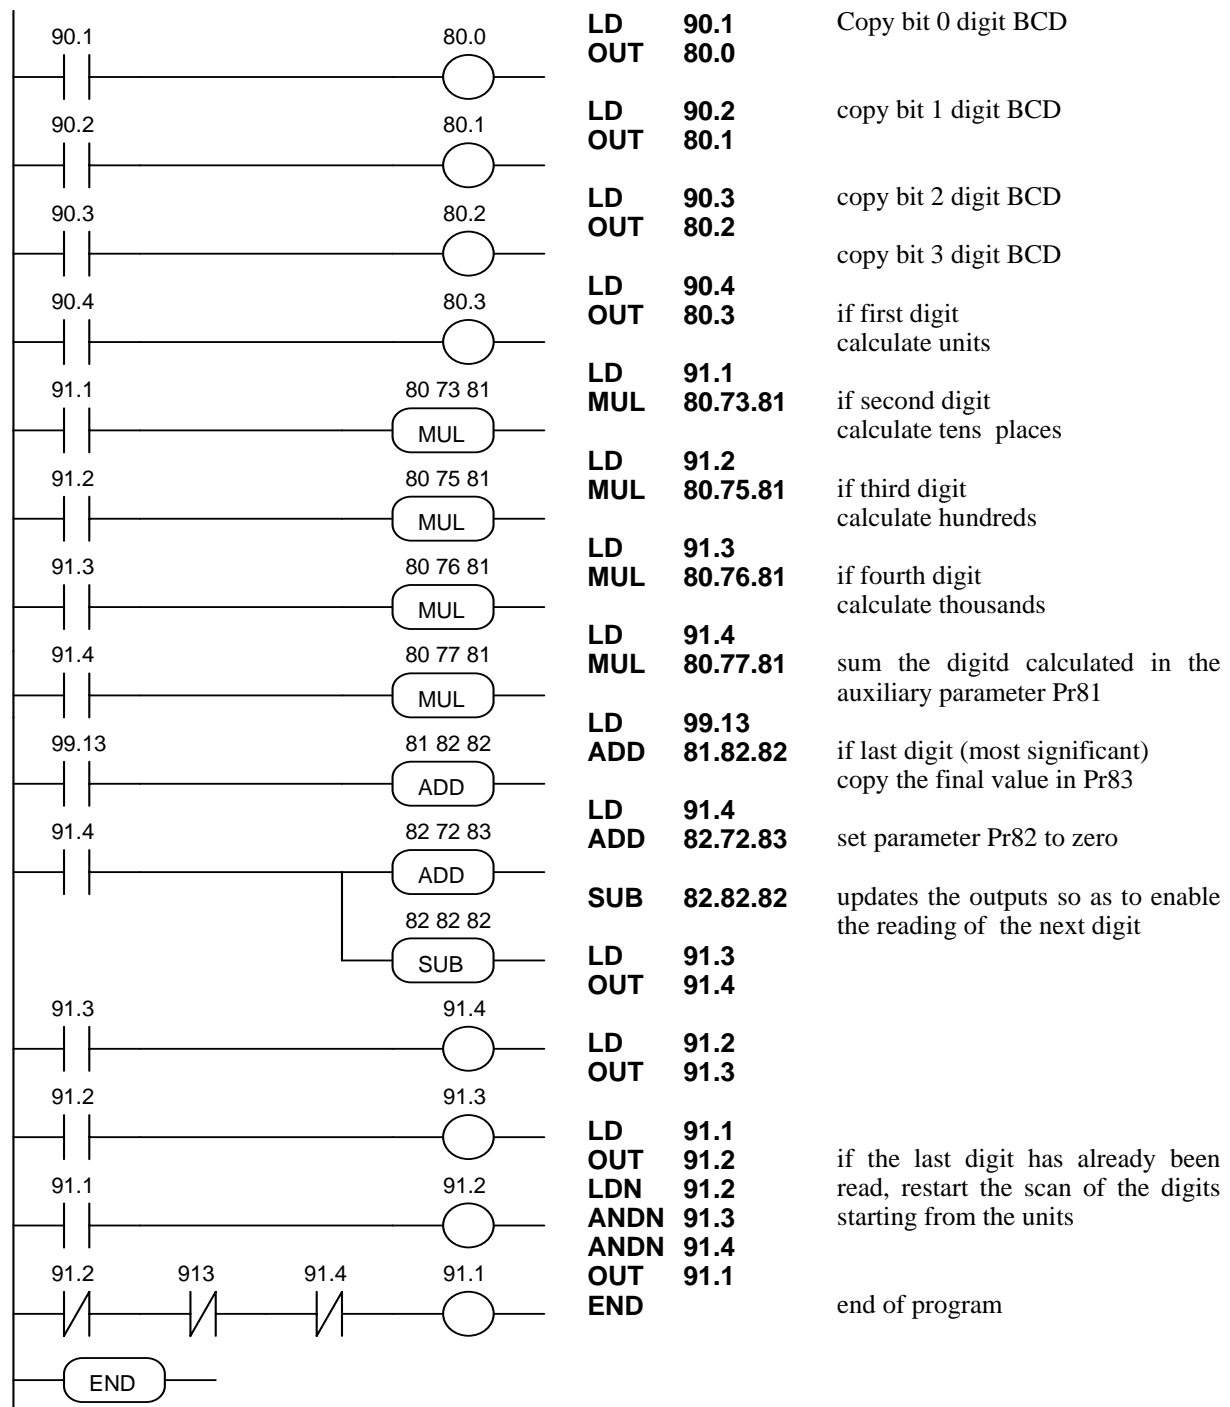 90.1 80.0
90.2 80.1
90.3 80.2
90.4 80.3
91.1 80 73 81
MUL
91.2 80 75 81
MUL
91.3 80 76 81
MUL
91.4 80 77 81
MUL
99.13 81 82 82
ADD
91.4 82 72 83
ADD
82 82 82
SUB
91.3 91.4
91.2 91.3
91.1 91.2
91.2 913 91.4 91.1
END
LD 90.1
OUT 80.0
LD 90.2
OUT 80.1
LD 90.3
OUT 80.2
LD 90.4
OUT 80.3
LD 91.1
MUL 80.73.81
LD 91.2
MUL 80.75.81
LD 91.3
MUL 80.76.81
LD 91.4
MUL 80.77.81
LD 99.13
ADD 81.82.82
LD 91.4
ADD 82.72.83
SUB 82.82.82
LD 91.3
OUT 91.4
LD 91.2
OUT 91.3
LD 91.1
OUT 91.2
LDN 91.2
ANDN 91.3
ANDN 91.4
OUT 91.1
END
Copy bit 0 digit BCD
copy bit 1 digit BCD
copy bit 2 digit BCD
copy bit 3 digit BCD
if first digit
calculate units
if second digit
calculate tens places
if third digit
calculate hundreds
if fourth digit
calculate thousands
sum the digitd calculated in the
auxiliary parameter Pr81
if last digit (most significant)
copy the final value in Pr83
set parameter Pr82 to zero
updates the outputs so as to enable
the reading of the next digit
if the last digit has already been
read, restart the scan of the digits
starting from the units
end of program